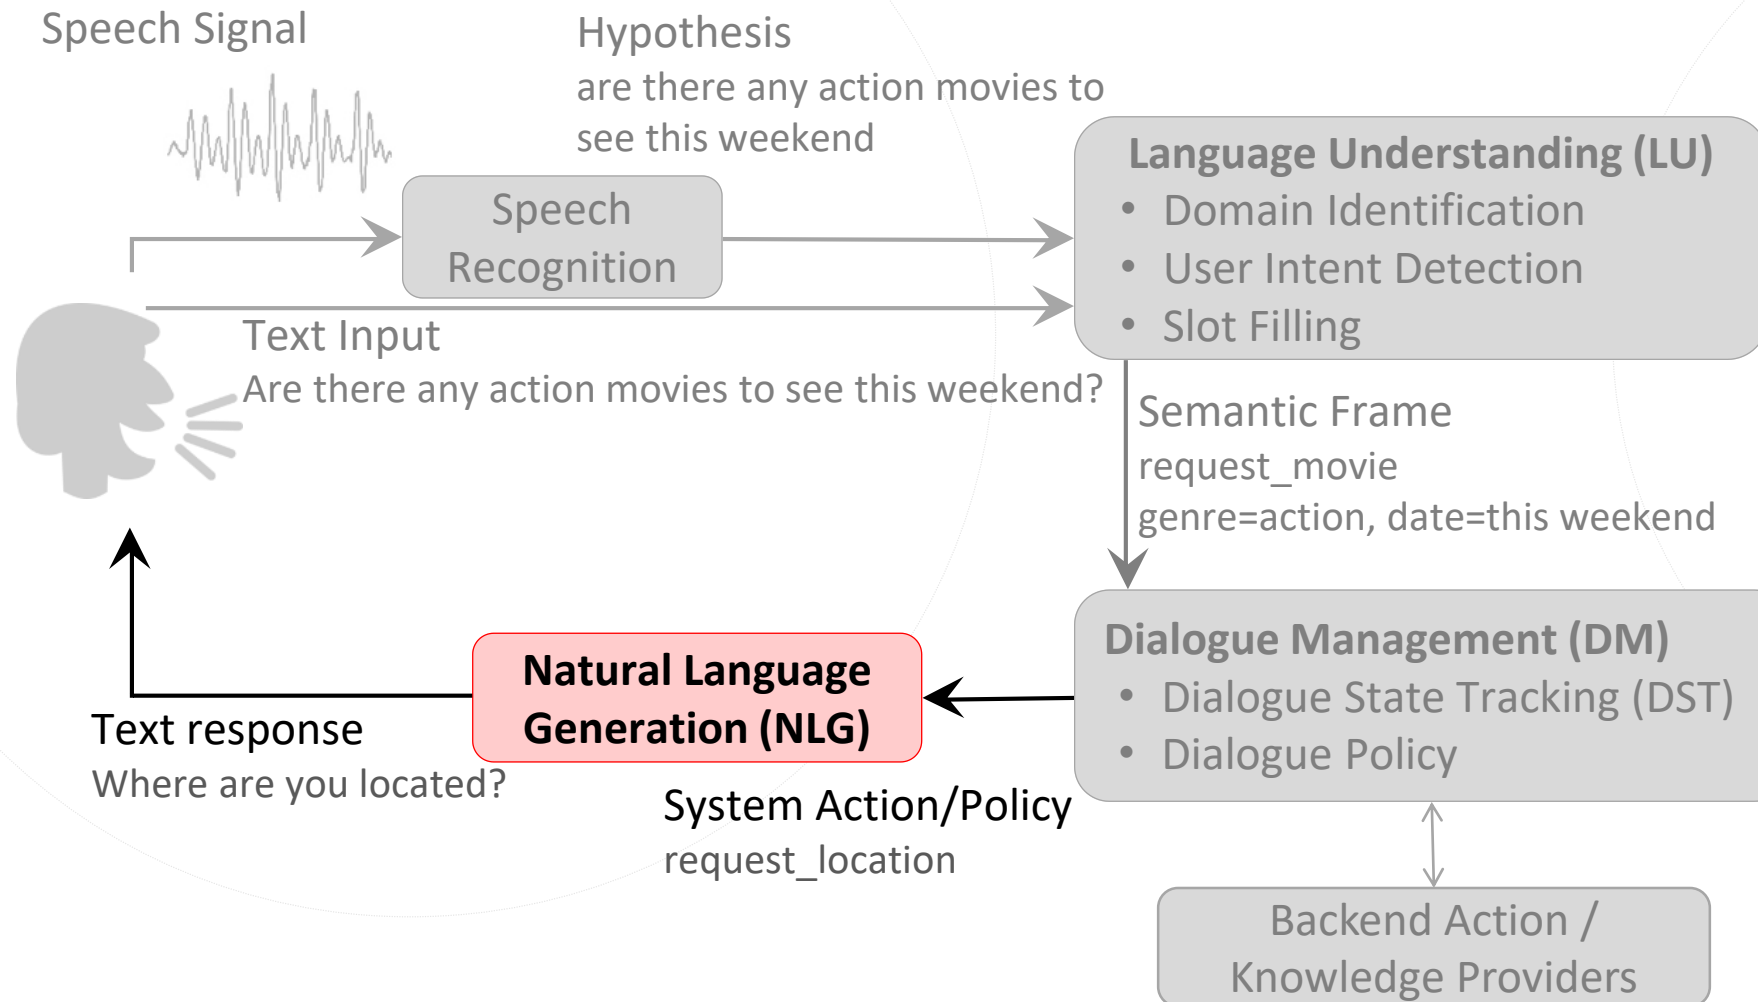 Speech Signal
Hypothesis
are there any action movies to
see this weekend
Speech
Recognition
Text Input
Are there any action movies to see this weekend?
Language Understanding (LU)
• Domain Identification
• User Intent Detection
• Slot Filling
Semantic Frame
request_movie
genre=action, date=this weekend
Dialogue Management (DM)
• Dialogue State Tracking (DST)
• Dialogue Policy
Natural Language
Generation (NLG)
Text response
Where are you located?
System Action/Policy
request_location
Backend Action /
Knowledge Providers